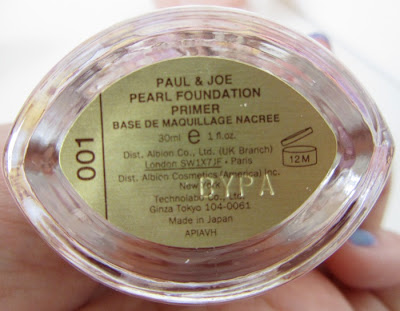 PAUL & JOE
PEARL FOUNDATION
PRIMER
BASE DE MAQUILLAGE NACREE
30ml e 1 fl.oz.
Dist. Albion Co., Ltd. (UK Branch)
London SW1X7JF • Paris
Dist. Albion Cosmetics (America) Inc.
New York
Technolabo Co., Ltd.
Ginza Tokyo 104-0061
Made in Japan
APIAVH
001
12M
BYPA